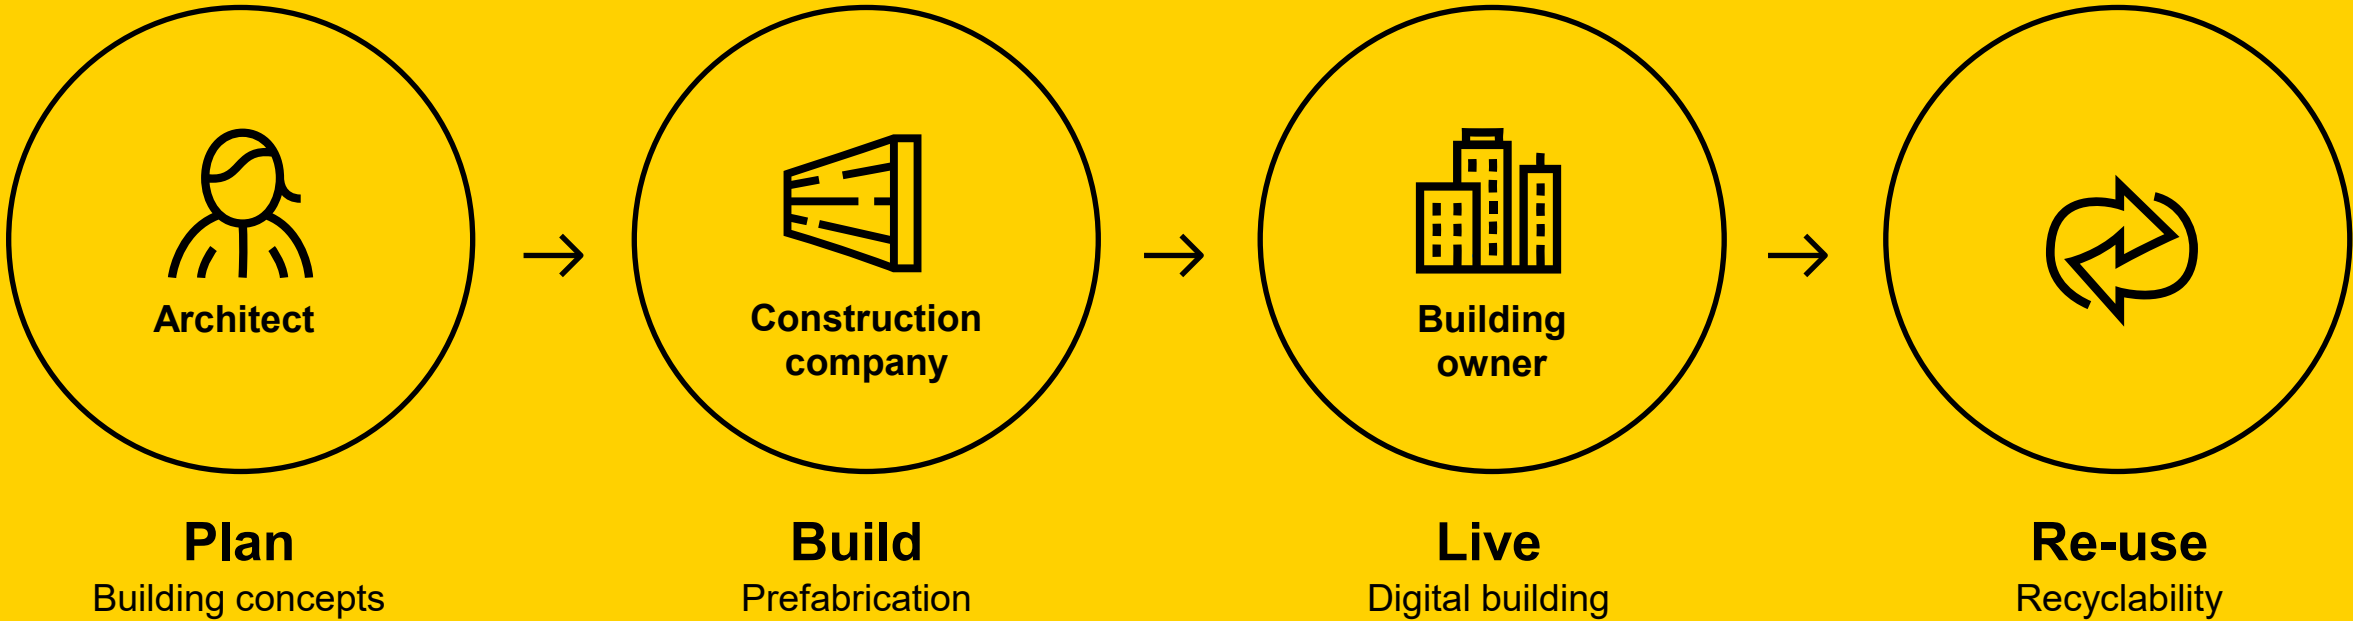 Architect
Construction
company
Building
owner
Plan
Building concepts
Build
Prefabrication
Live
Digital building
Re-use
Recyclability